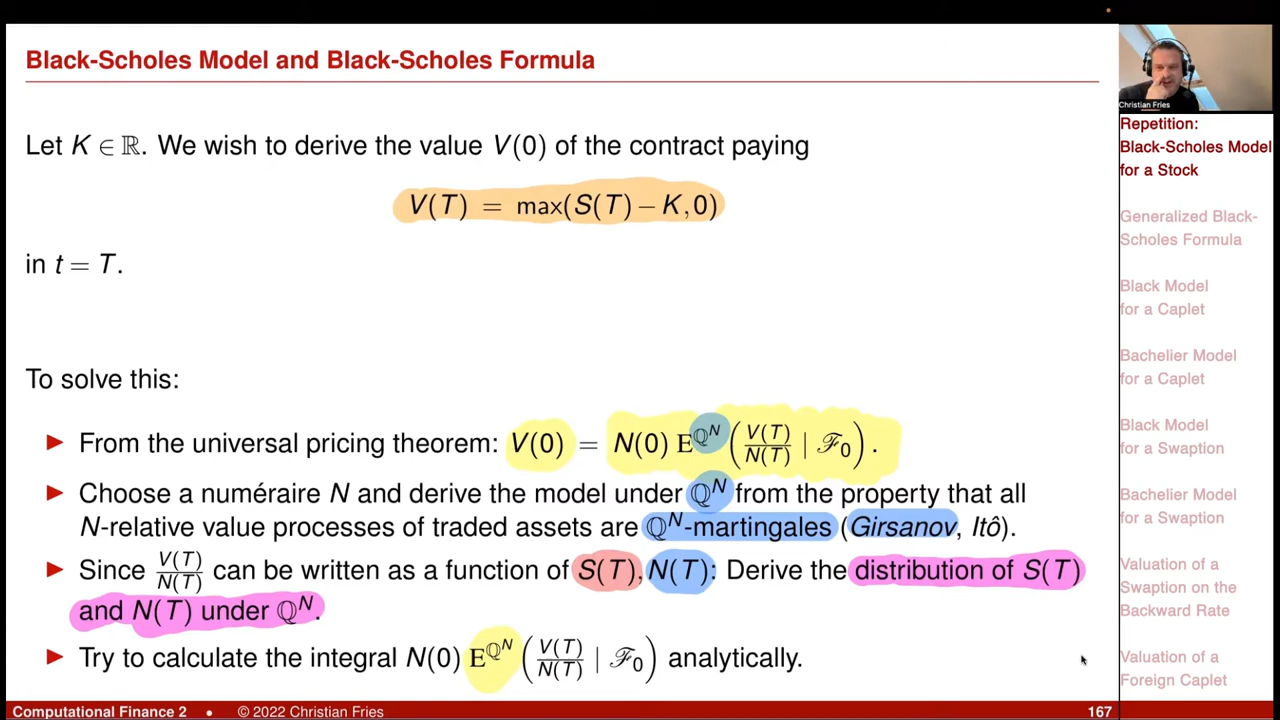 Black-Scholes Model and Black-Scholes Formula
Let K ∈ ℝ. We wish to derive the value V(0) of the contract paying
V(T) = max(S(T) − K, 0)
in t = T.
To solve this:
► From the universal pricing theorem: V(0) = N(0) E^{ℚ^N} ( V(T)/N(T) | ℱ_0 ) .
► Choose a numéraire N and derive the model under ℚ^N from the property that all
N-relative value processes of traded assets are ℚ^N-martingales (Girsanov, Itô).
► Since V(T)/N(T) can be written as a function of S(T), N(T): Derive the distribution of S(T)
and N(T) under ℚ^N.
► Try to calculate the integral N(0) E^{ℚ^N} ( V(T)/N(T) | ℱ_0 ) analytically.
Christian Fries
Repetition:
Black-Scholes Model
for a Stock
Generalized Black-
Scholes Formula
Black Model
for a Caplet
Bachelier Model
for a Caplet
Black Model
for a Swaption
Bachelier Model
for a Swaption
Valuation of a
Swaption on the
Backward Rate
Valuation of a
Foreign Caplet
Computational Finance 2 • © 2022 Christian Fries 167